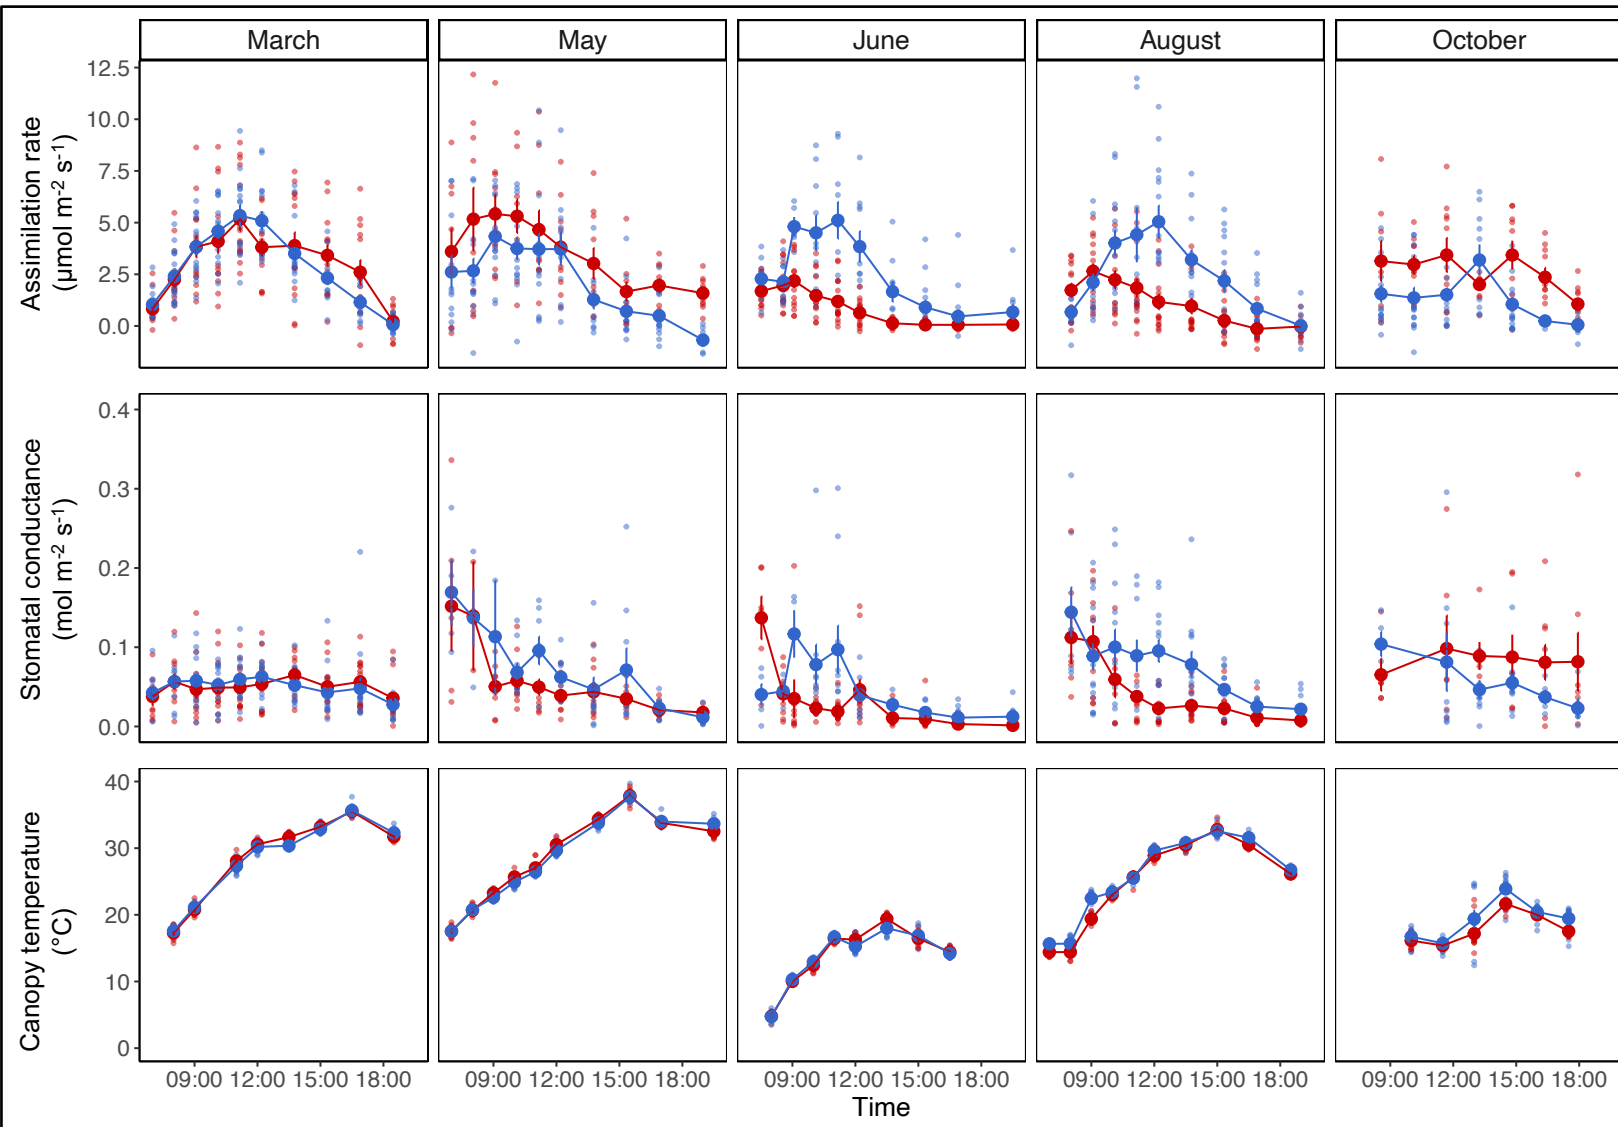 March May June August October
Assimilation rate
(μmol m⁻² s⁻¹)
12.5
10.0
7.5
5.0
2.5
0.0
Stomatal conductance
(mol m⁻² s⁻¹)
0.4
0.3
0.2
0.1
0.0
Canopy temperature
(°C)
40
30
20
10
0
09:00 12:00 15:00 18:00 09:00 12:00 15:00 18:00 09:00 12:00 15:00 18:00 09:00 12:00 15:00 18:00 09:00 12:00 15:00 18:00
Time